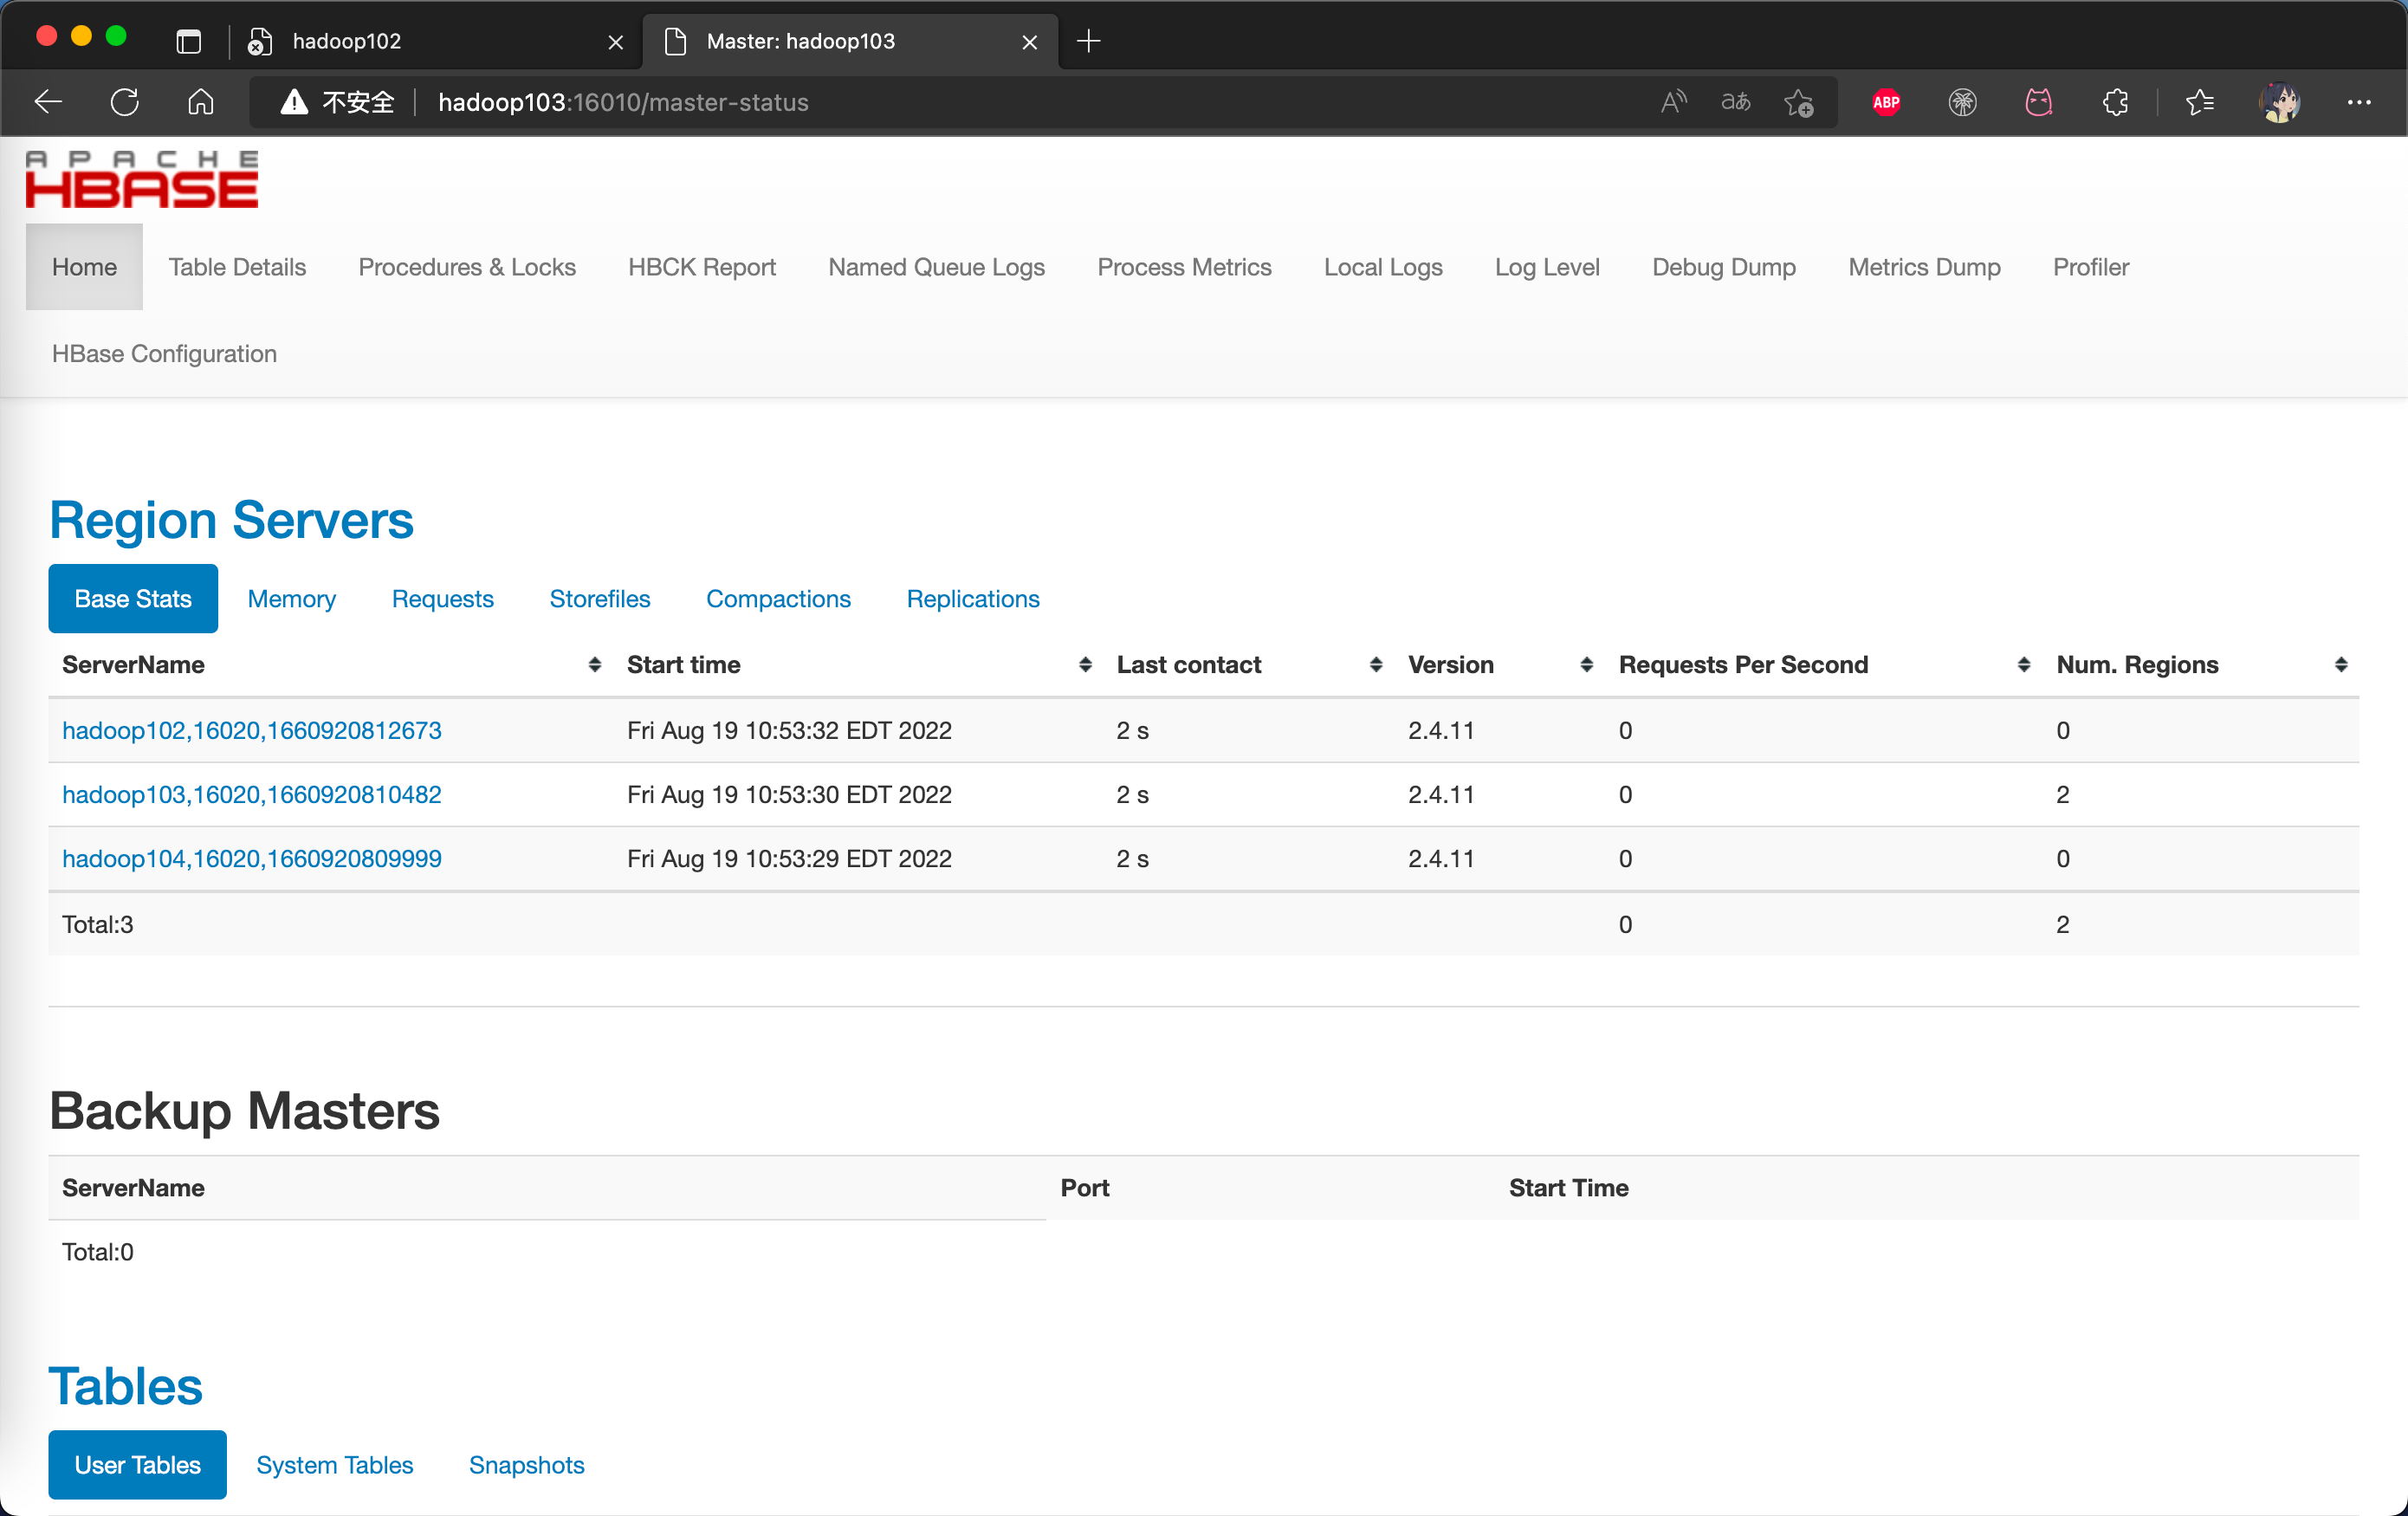 hadoop102
Master: hadoop103
不安全 hadoop103:16010/master-status
aあ
ABP
APACHE
HBASE
Home Table Details Procedures & Locks HBCK Report Named Queue Logs Process Metrics Local Logs Log Level Debug Dump Metrics Dump Profiler
HBase Configuration
Region Servers
Base Stats Memory Requests Storefiles Compactions Replications
ServerName Start time Last contact Version Requests Per Second Num. Regions
hadoop102,16020,1660920812673 Fri Aug 19 10:53:32 EDT 2022 2 s 2.4.11 0 0
hadoop103,16020,1660920810482 Fri Aug 19 10:53:30 EDT 2022 2 s 2.4.11 0 2
hadoop104,16020,1660920809999 Fri Aug 19 10:53:29 EDT 2022 2 s 2.4.11 0 0
Total:3 0 2
Backup Masters
ServerName Port Start Time
Total:0
Tables
User Tables System Tables Snapshots